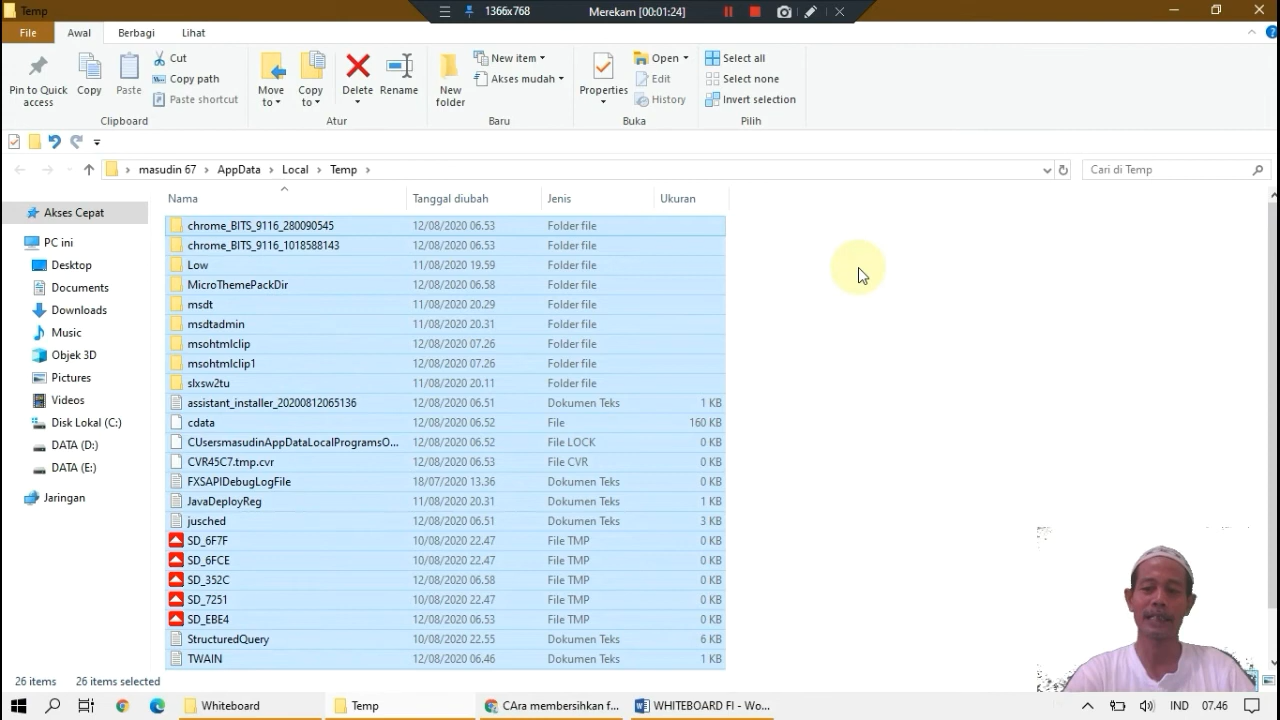 Temp
1366x768
Merekam [00:01:24]
File
Awal
Berbagi
Lihat
Pin to Quick access
Copy
Paste
Cut
Copy path
Paste shortcut
Clipboard
Move to
Copy to
Delete
Rename
Atur
New folder
New item
Akses mudah
Baru
Properties
Open
Edit
History
Buka
Select all
Select none
Invert selection
Pilih
masudin 67 > AppData > Local > Temp >
Cari di Temp
Name Tanggal diubah Jenis Ukuran
Akses Cepat
PC ini
Desktop
Documents
Downloads
Music
Objek 3D
Pictures
Videos
Disk Lokal (C:)
DATA (D:)
DATA (E:)
Jaringan
chrome_BITS_9116_280090545 12/08/2020 06.53 Folder file
chrome_BITS_9116_1018588143 12/08/2020 06.53 Folder file
Low 11/08/2020 19.59 Folder file
MicroThemePackDir 12/08/2020 06.58 Folder file
msdt 11/08/2020 20.29 Folder file
msdtadmin 11/08/2020 20.31 Folder file
msohtmlclip 12/08/2020 07.26 Folder file
msohtmlclip1 12/08/2020 07.26 Folder file
slxsw2tu 11/08/2020 20.11 Folder file
assistant_installer_20200812065136 12/08/2020 06.51 Dokumen Teks 1 KB
cdata 12/08/2020 06.52 File 160 KB
CUsersmasudinAppDataLocalProgramsO... 12/08/2020 06.52 File LOCK 0 KB
CVR45C7.tmp.cvr 12/08/2020 06.53 File CVR 0 KB
FXSAPIDebugLogFile 18/07/2020 13.36 Dokumen Teks 0 KB
JavaDeployReg 11/08/2020 20.31 Dokumen Teks 1 KB
jusched 12/08/2020 06.51 Dokumen Teks 3 KB
SD_6F7F 10/08/2020 22.47 File TMP 0 KB
SD_6FCE 10/08/2020 22.47 File TMP 0 KB
SD_352C 12/08/2020 06.58 File TMP 0 KB
SD_7251 10/08/2020 22.47 File TMP 0 KB
SD_EBE4 12/08/2020 06.53 File TMP 0 KB
StructuredQuery 10/08/2020 22.55 Dokumen Teks 6 KB
TWAIN 12/08/2020 06.46 Dokumen Teks 1 KB
26 items 26 items selected
Whiteboard
Temp
CAra membersihkan f...
WHITEBOARD FI - Wo...
IND
07.46